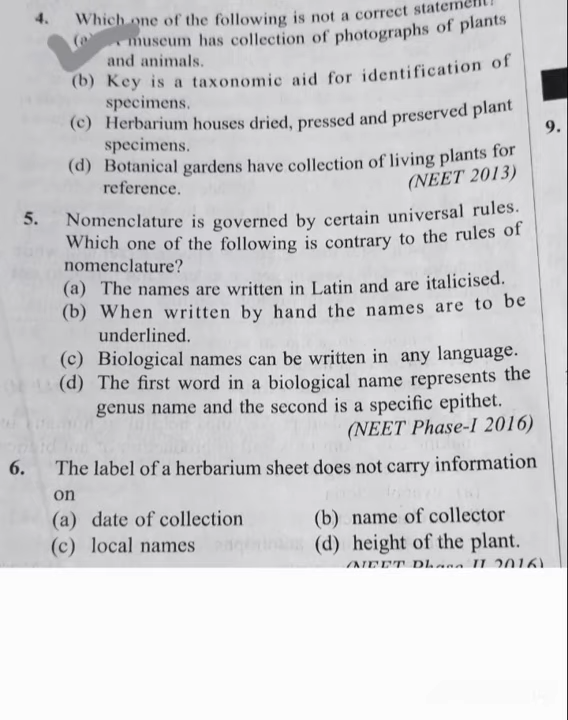 4. Which one of the following is not a correct statement?
(a) museum has collection of photographs of plants
and animals.
(b) Key is a taxonomic aid for identification of
specimens.
(c) Herbarium houses dried, pressed and preserved plant
specimens.
(d) Botanical gardens have collection of living plants for
reference. (NEET 2013)
9.
5. Nomenclature is governed by certain universal rules.
Which one of the following is contrary to the rules of
nomenclature?
(a) The names are written in Latin and are italicised.
(b) When written by hand the names are to be
underlined.
(c) Biological names can be written in any language.
(d) The first word in a biological name represents the
genus name and the second is a specific epithet.
(NEET Phase-I 2016)
6. The label of a herbarium sheet does not carry information
on
(a) date of collection (b) name of collector
(c) local names (d) height of the plant.
(NEET Phase II 2016)